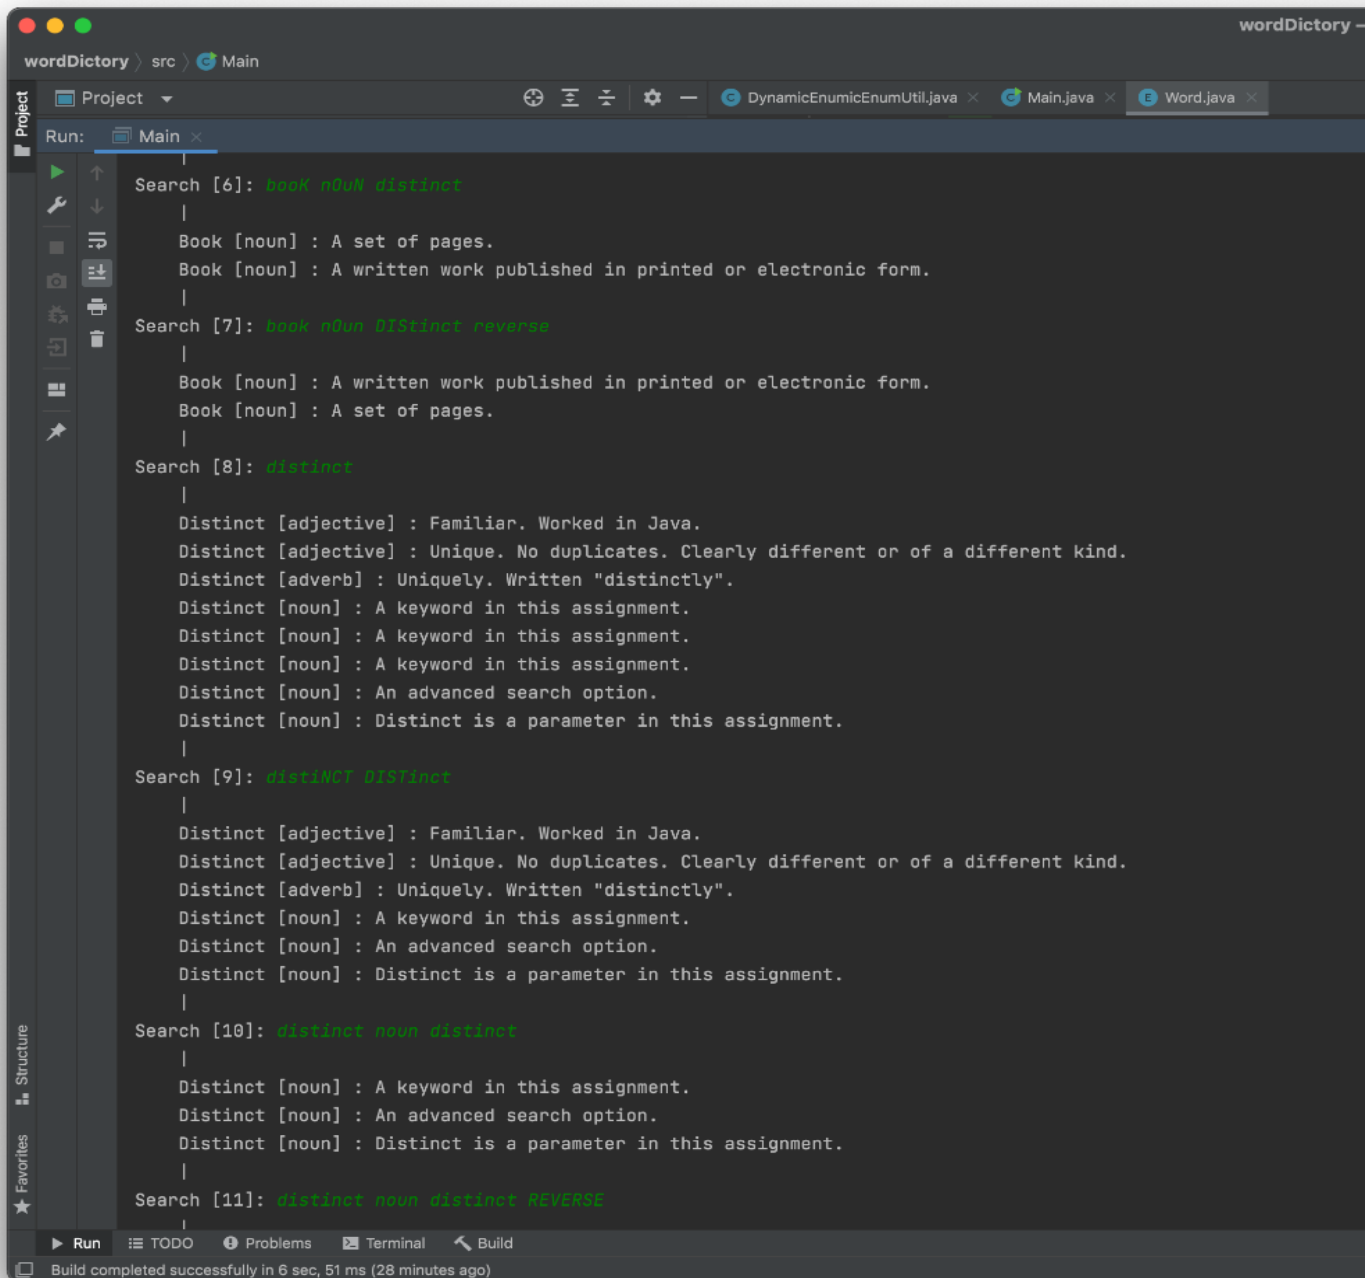 wordDictory –
wordDictory 〉 src 〉 Main
Project
Project
DynamicEnumicEnumUtil.java ×
Main.java ×
Word.java ×
Run: Main ×
|
Search [6]: booK nOuN distinct
|
Book [noun] : A set of pages.
Book [noun] : A written work published in printed or electronic form.
|
Search [7]: book nOun DIStinct reverse
|
Book [noun] : A written work published in printed or electronic form.
Book [noun] : A set of pages.
|
Search [8]: distinct
|
Distinct [adjective] : Familiar. Worked in Java.
Distinct [adjective] : Unique. No duplicates. Clearly different or of a different kind.
Distinct [adverb] : Uniquely. Written "distinctly".
Distinct [noun] : A keyword in this assignment.
Distinct [noun] : A keyword in this assignment.
Distinct [noun] : A keyword in this assignment.
Distinct [noun] : An advanced search option.
Distinct [noun] : Distinct is a parameter in this assignment.
|
Search [9]: distiNCT DISTinct
|
Distinct [adjective] : Familiar. Worked in Java.
Distinct [adjective] : Unique. No duplicates. Clearly different or of a different kind.
Distinct [adverb] : Uniquely. Written "distinctly".
Distinct [noun] : A keyword in this assignment.
Distinct [noun] : An advanced search option.
Distinct [noun] : Distinct is a parameter in this assignment.
|
Search [10]: distinct noun distinct
|
Distinct [noun] : A keyword in this assignment.
Distinct [noun] : An advanced search option.
Distinct [noun] : Distinct is a parameter in this assignment.
|
Search [11]: distinct noun distinct REVERSE
|
Structure
Favorites
Run TODO Problems Terminal Build
Build completed successfully in 6 sec, 51 ms (28 minutes ago)